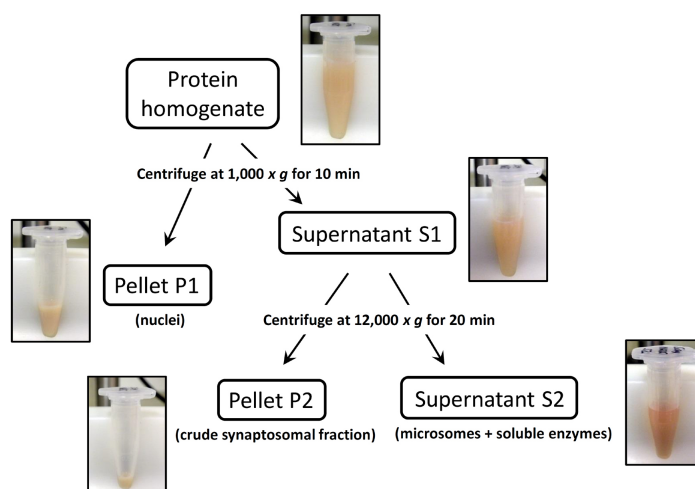 Protein
homogenate
Centrifuge at 1,000 x g for 10 min
Supernatant S1
Pellet P1
(nuclei)
Centrifuge at 12,000 x g for 20 min
Pellet P2
(crude synaptosomal fraction)
Supernatant S2
(microsomes + soluble enzymes)